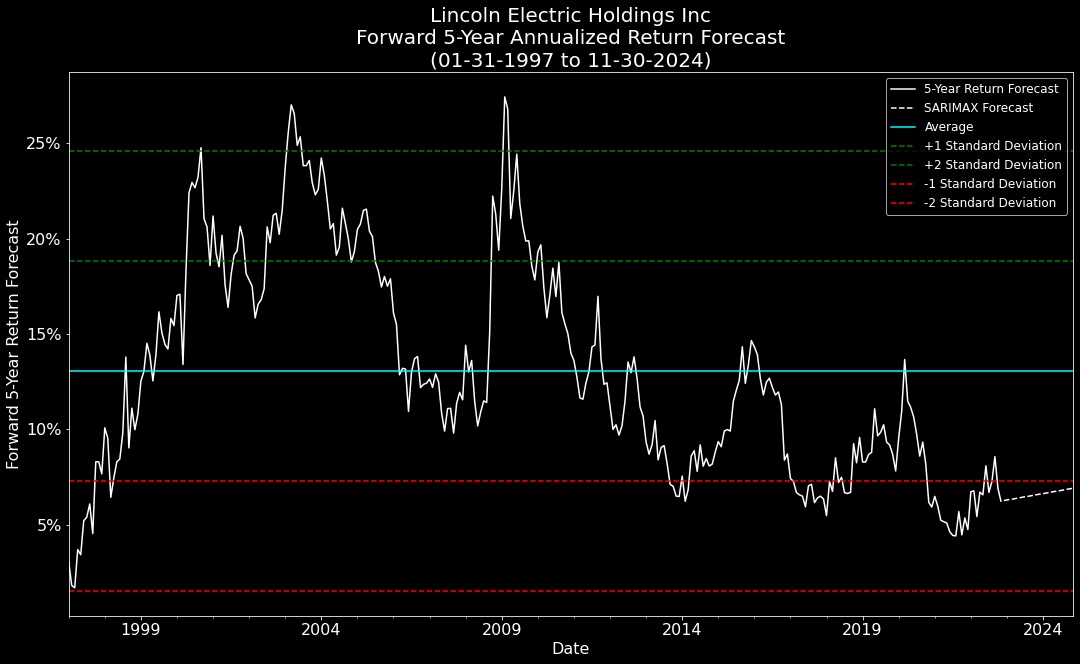 Lincoln Electric Holdings Inc
Forward 5-Year Annualized Return Forecast
(01-31-1997 to 11-30-2024)
5-Year Return Forecast
SARIMAX Forecast
Average
+1 Standard Deviation
+2 Standard Deviation
-1 Standard Deviation
-2 Standard Deviation
Forward 5-Year Return Forecast
25%
20%
15%
10%
5%
1999 2004 2009 2014 2019 2024
Date